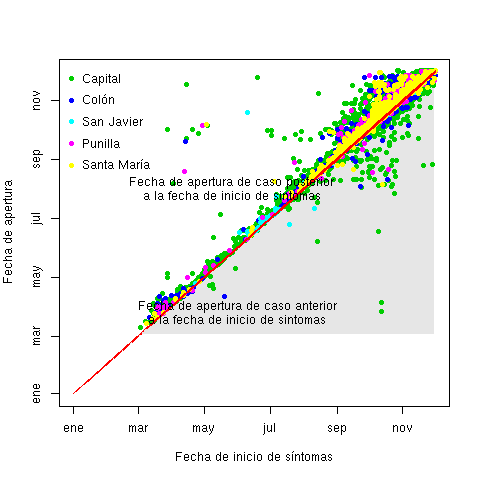 Capital
Colón
San Javier
Punilla
Santa María
Fecha de apertura de caso posterior
a la fecha de inicio de sintomas
Fecha de apertura de caso anterior
a la fecha de inicio de sintomas
Fecha de apertura
ene
mar
may
jul
sep
nov
ene
mar
may
jul
sep
nov
Fecha de inicio de síntomas